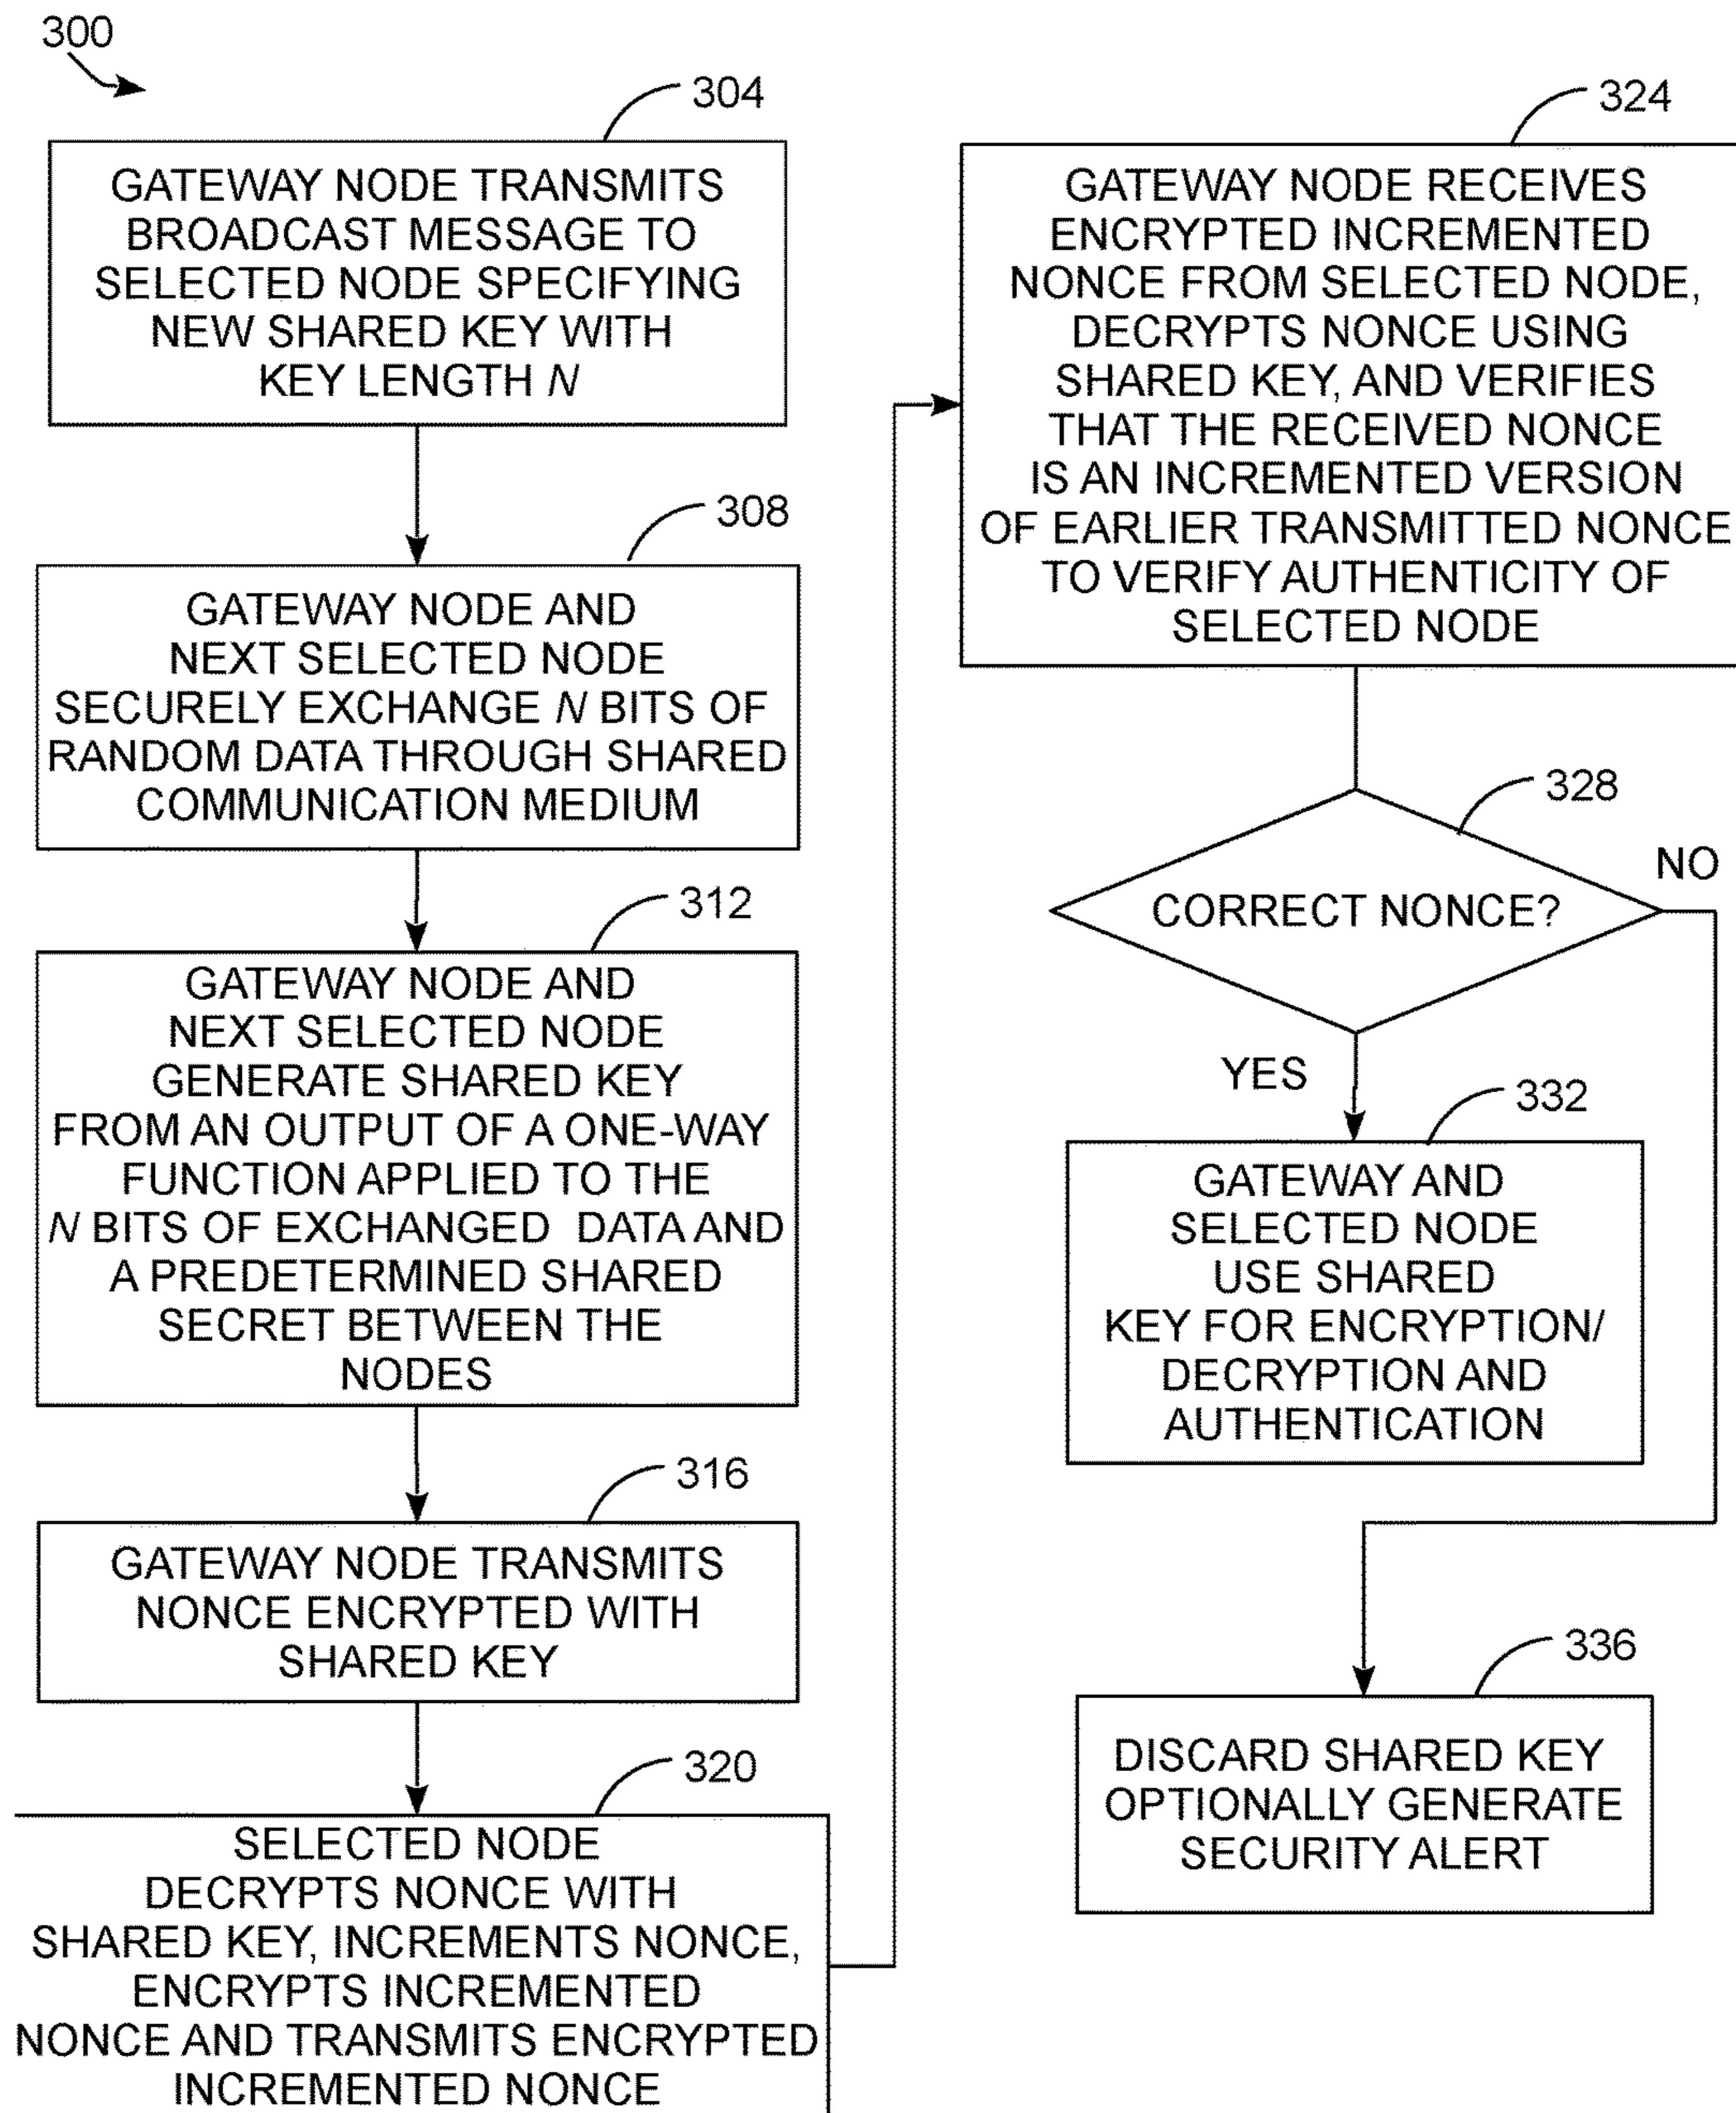 300
304
GATEWAY NODE TRANSMITS
BROADCAST MESSAGE TO
SELECTED NODE SPECIFYING
NEW SHARED KEY WITH
KEY LENGTH N
308
GATEWAY NODE AND
NEXT SELECTED NODE
SECURELY EXCHANGE N BITS OF
RANDOM DATA THROUGH SHARED
COMMUNICATION MEDIUM
312
GATEWAY NODE AND
NEXT SELECTED NODE
GENERATE SHARED KEY
FROM AN OUTPUT OF A ONE-WAY
FUNCTION APPLIED TO THE
N BITS OF EXCHANGED DATA AND
A PREDETERMINED SHARED
SECRET BETWEEN THE
NODES
316
GATEWAY NODE TRANSMITS
NONCE ENCRYPTED WITH
SHARED KEY
320
SELECTED NODE
DECRYPTS NONCE WITH
SHARED KEY, INCREMENTS NONCE,
ENCRYPTS INCREMENTED
NONCE AND TRANSMITS ENCRYPTED
INCREMENTED NONCE
324
GATEWAY NODE RECEIVES
ENCRYPTED INCREMENTED
NONCE FROM SELECTED NODE,
DECRYPTS NONCE USING
SHARED KEY, AND VERIFIES
THAT THE RECEIVED NONCE
IS AN INCREMENTED VERSION
OF EARLIER TRANSMITTED NONCE
TO VERIFY AUTHENTICITY OF
SELECTED NODE
328
CORRECT NONCE?
NO
YES
332
GATEWAY AND
SELECTED NODE
USE SHARED
KEY FOR ENCRYPTION/
DECRYPTION AND
AUTHENTICATION
336
DISCARD SHARED KEY
OPTIONALLY GENERATE
SECURITY ALERT